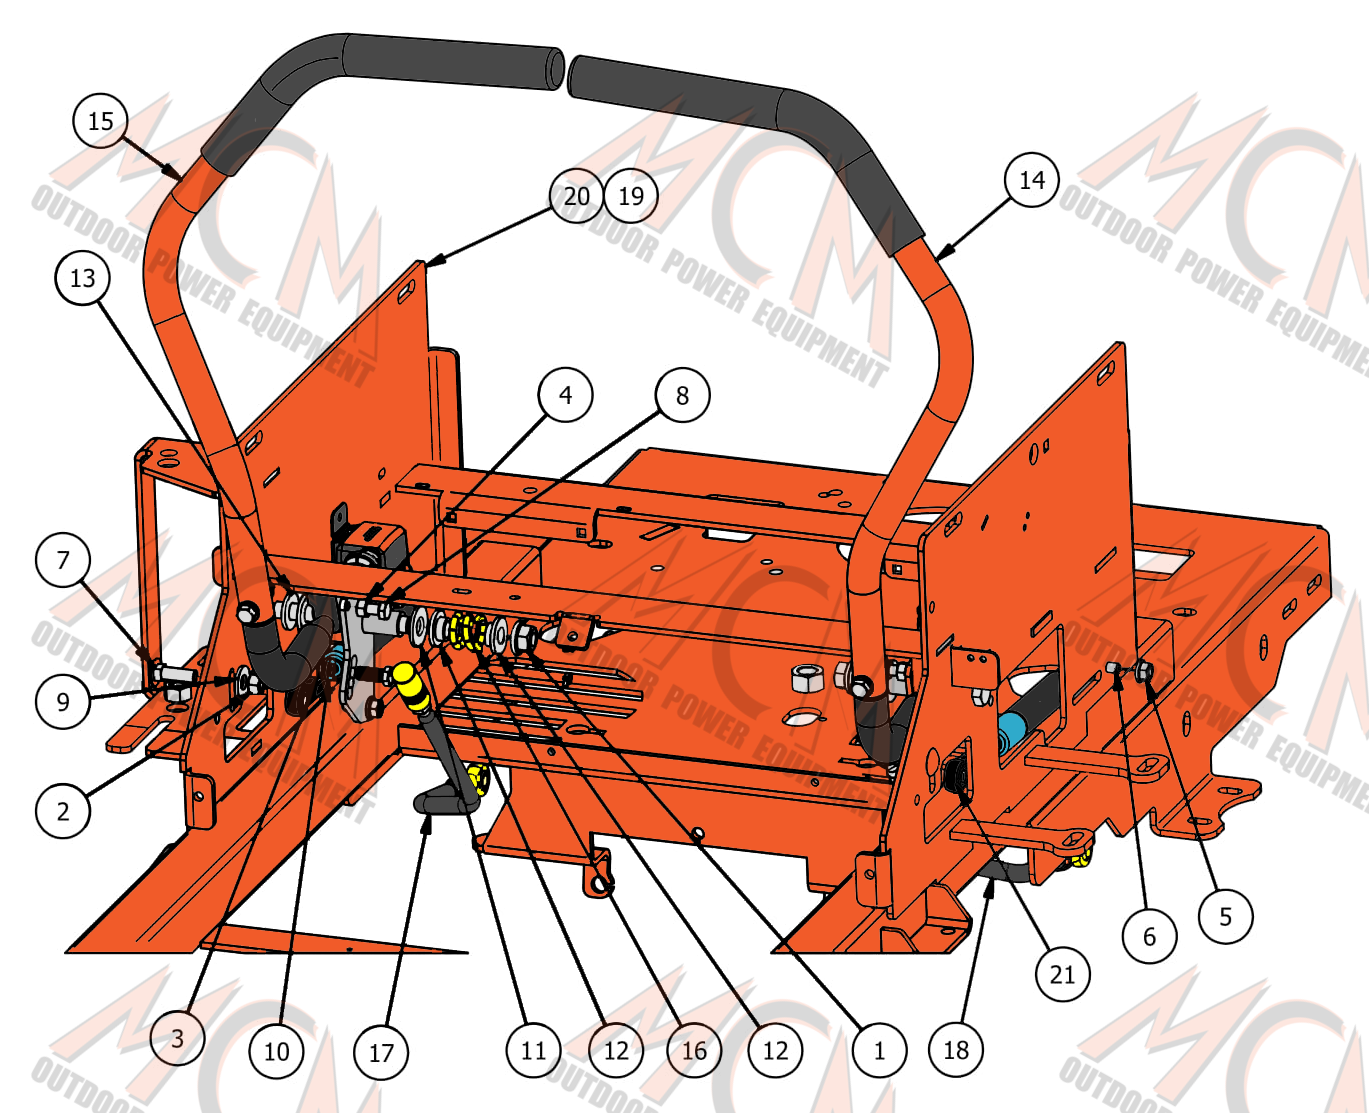 15
20 19
14
13
4 8
7
9
2
5
6
21
3 10 17 11 12 16 12 1 18
MCM
OUTDOOR POWER EQUIPMENT
MCM
OUTDOOR POWER EQUIPMENT
MCM
OUTDOOR POWER EQUIPMENT
MCM
OUTDOOR POWER EQUIPMENT
MCM
OUTDOOR POWER EQUIPMENT
MCM
OUTDOOR POWER EQUIPMENT
MCM
OUTDOOR
MCM
OUTDOOR
MCM
OUTDOOR